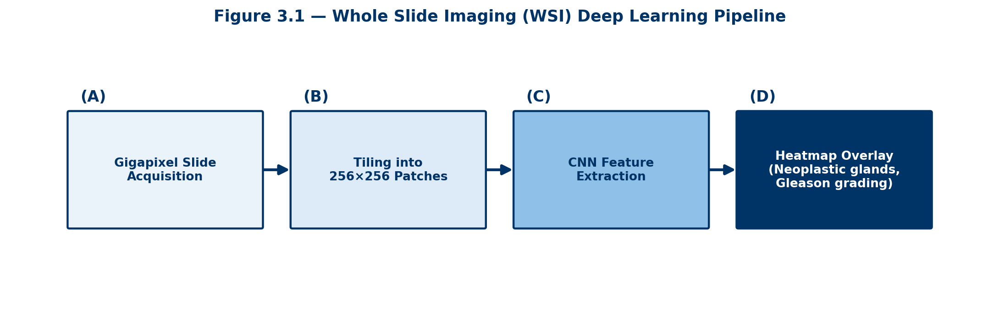 Figure 3.1 — Whole Slide Imaging (WSI) Deep Learning Pipeline
(A)
Gigapixel Slide
Acquisition
(B)
Tiling into
256×256 Patches
(C)
CNN Feature
Extraction
(D)
Heatmap Overlay
(Neoplastic glands,
Gleason grading)